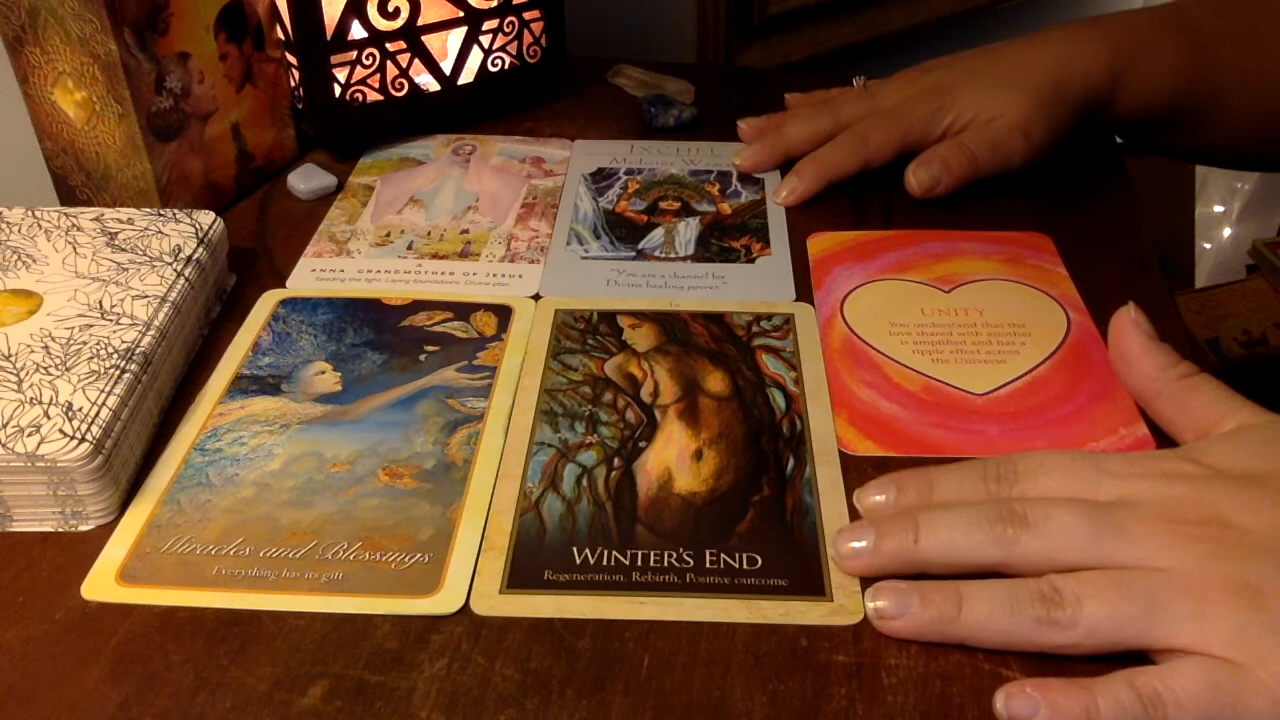 ANNA, GRANDMOTHER OF JESUS
Seeding the light. Laying foundations. Divine plan.
IXCHEL
Medicine Woman
"You are a channel for
Divine healing power."
UNITY
You understand that the
love shared with another
is amplified and has a
ripple effect across
the Universe
Miracles and Blessings
Everything has its gift.
WINTER'S END
Regeneration, Rebirth, Positive outcome